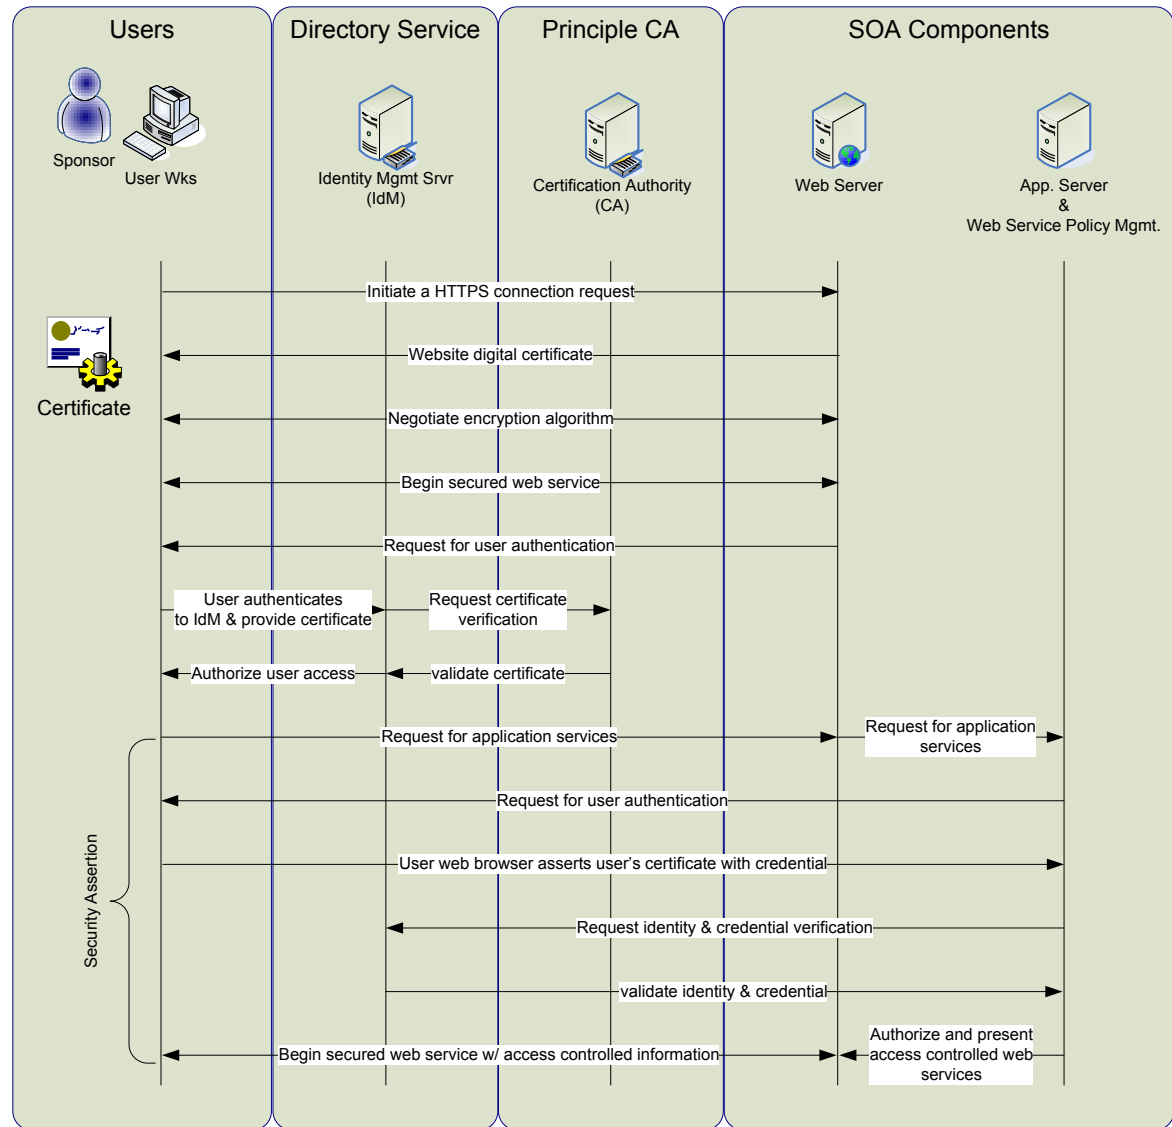 Users
Directory Service
Principle CA
SOA Components
Sponsor
User Wks
Identity Mgmt Srvr
(IdM)
Certification Authority
(CA)
Web Server
App. Server
&
Web Service Policy Mgmt.
Initiate a HTTPS connection request
Website digital certificate
Certificate
Negotiate encryption algorithm
Begin secured web service
Request for user authentication
User authenticates
to IdM & provide certificate
Request certificate
verification
Authorize user access
validate certificate
Request for application services
Request for application
services
Request for user authentication
User web browser asserts user's certificate with credential
Security Assertion
Request identity & credential verification
validate identity & credential
Begin secured web service w/ access controlled information
Authorize and present
access controlled web
services